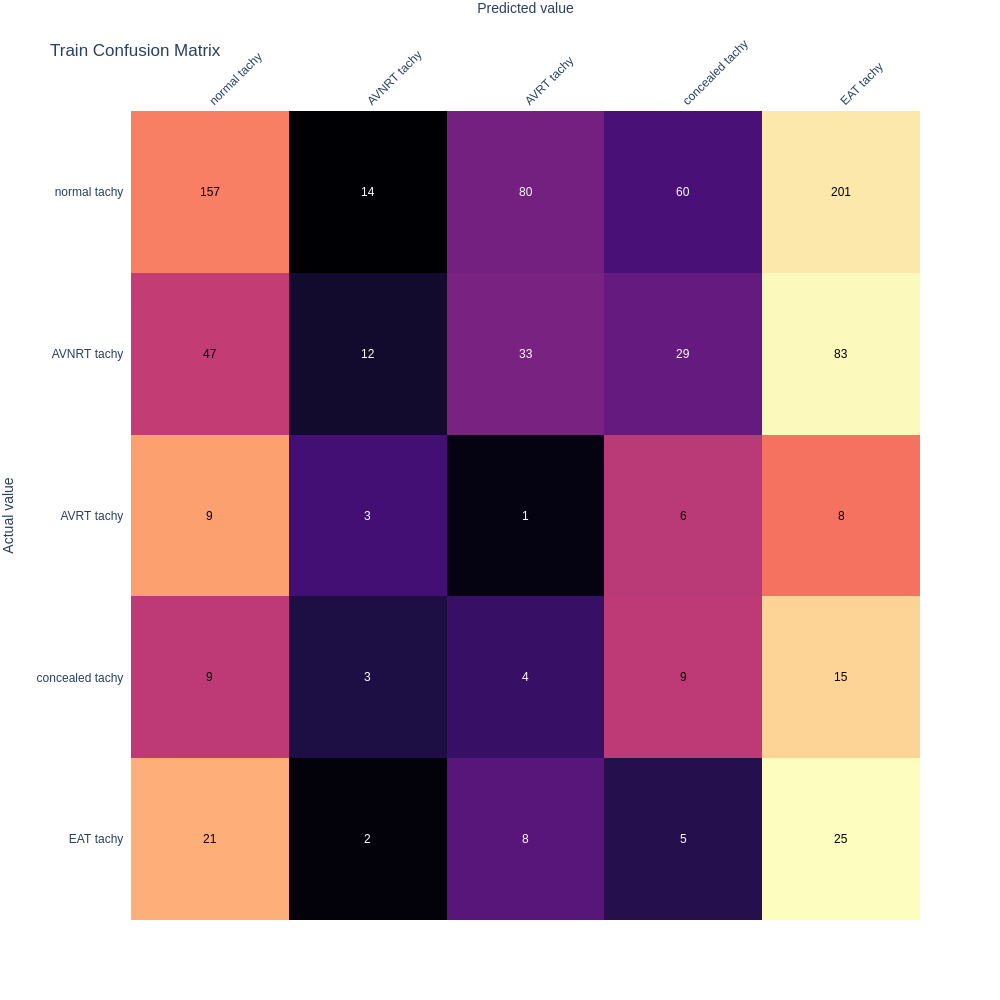 Predicted value
Train Confusion Matrix
normal tachy AVNRT tachy AVRT tachy concealed tachy EAT tachy
normal tachy 157 14 80 60 201
AVNRT tachy 47 12 33 29 83
Actual value
AVRT tachy 9 3 1 6 8
concealed tachy 9 3 4 9 15
EAT tachy 21 2 8 5 25